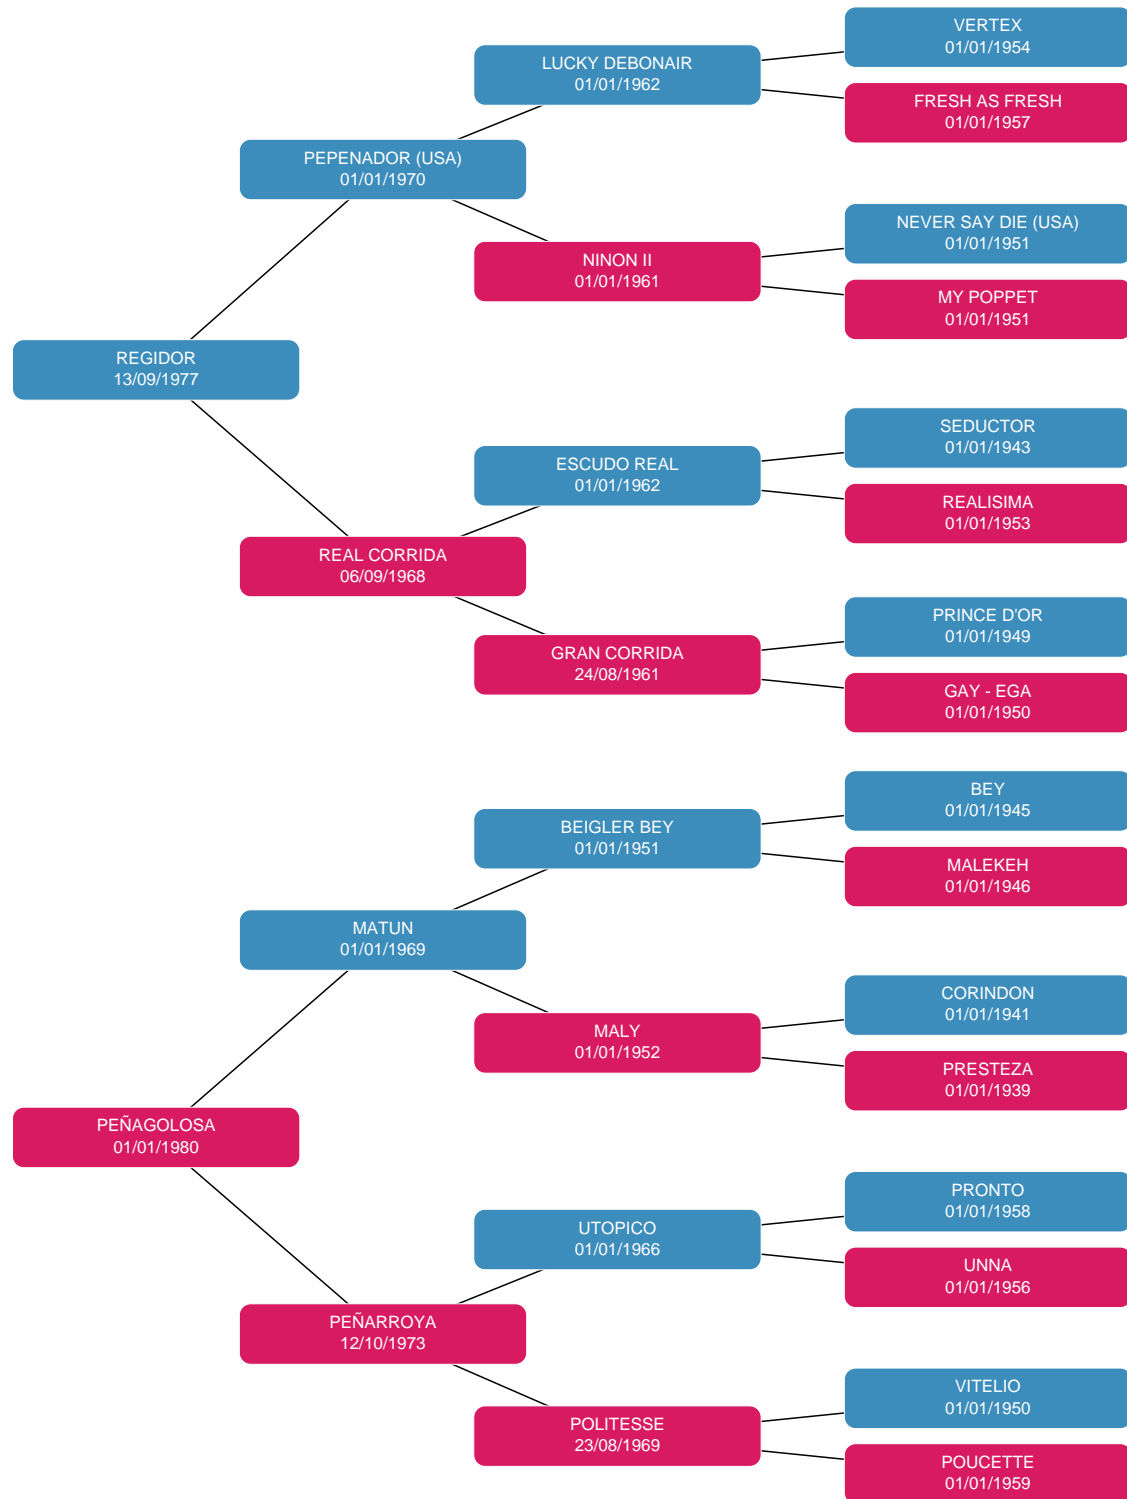 VERTEX
01/01/1954
LUCKY DEBONAIR
01/01/1962
FRESH AS FRESH
01/01/1957
PEPENADOR (USA)
01/01/1970
NEVER SAY DIE (USA)
01/01/1951
NINON II
01/01/1961
MY POPPET
01/01/1951
REGIDOR
13/09/1977
SEDUCTOR
01/01/1943
ESCUDO REAL
01/01/1962
REALISIMA
01/01/1953
REAL CORRIDA
06/09/1968
PRINCE D'OR
01/01/1949
GRAN CORRIDA
24/08/1961
GAY - EGA
01/01/1950
BEY
01/01/1945
BEIGLER BEY
01/01/1951
MALEKEH
01/01/1946
MATUN
01/01/1969
CORINDON
01/01/1941
MALY
01/01/1952
PRESTEZA
01/01/1939
PEÑAGOLOSA
01/01/1980
PRONTO
01/01/1958
UTOPICO
01/01/1966
UNNA
01/01/1956
PEÑARROYA
12/10/1973
VITELIO
01/01/1950
POLITESSE
23/08/1969
POUCETTE
01/01/1959